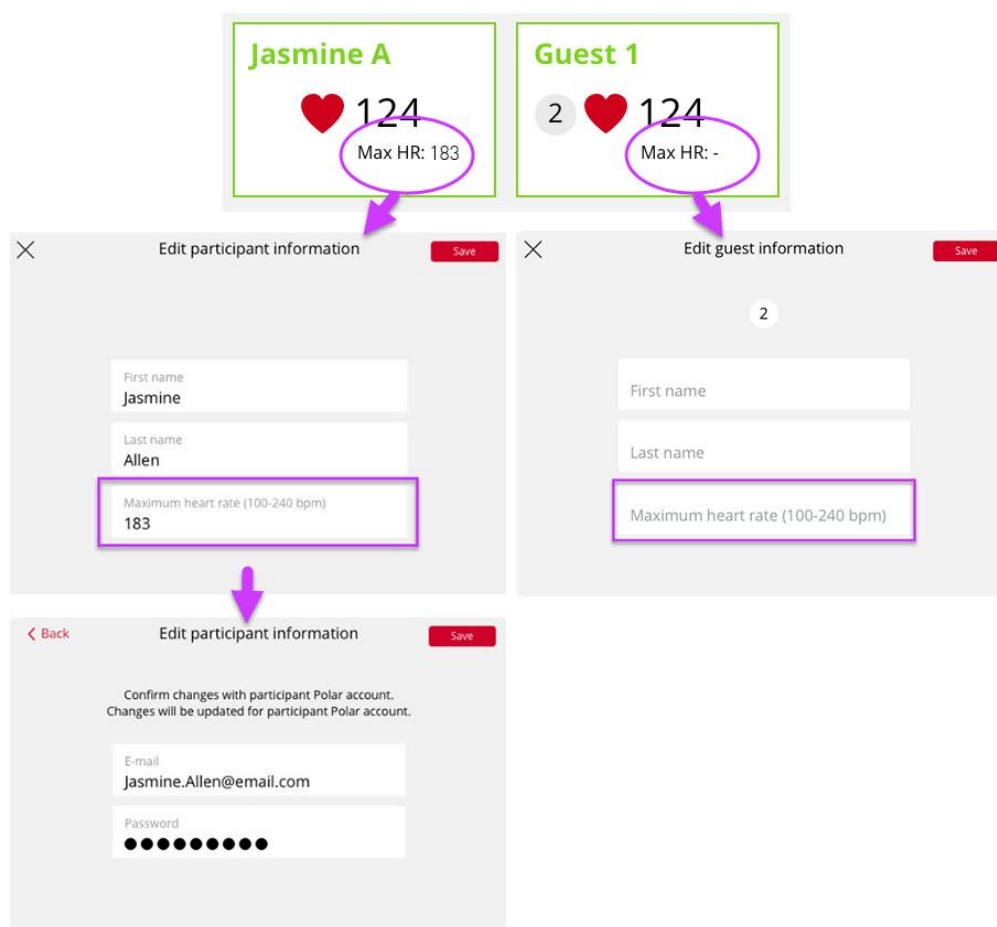 Jasmine A
124
Max HR: 183
Guest 1
2 124
Max HR: -
Edit participant information
Save
First name
Jasmine
Last name
Allen
Maximum heart rate (100-240 bpm)
183
Edit guest information
Save
2
First name
Last name
Maximum heart rate (100-240 bpm)
Back
Edit participant information
Save
Confirm changes with participant Polar account.
Changes will be updated for participant Polar account.
E-mail
Jasmine.Allen@email.com
Password
●●●●●●●●●